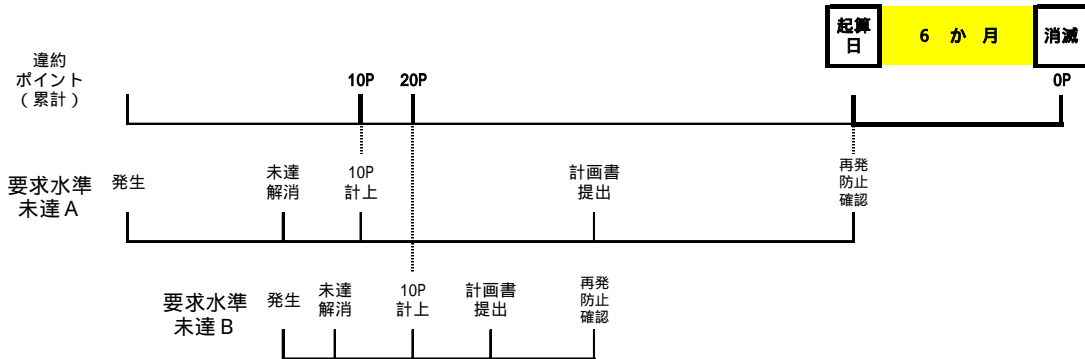 起算
日
6 か 月
消滅
違約
ポイント
（累計）
10P
20P
0P
要求水準
未達A
発生
未達
解消
10P
計上
計画書
提出
再発
防止
確認
要求水準
未達B
発生
未達
解消
10P
計上
計画書
提出
再発
防止
確認